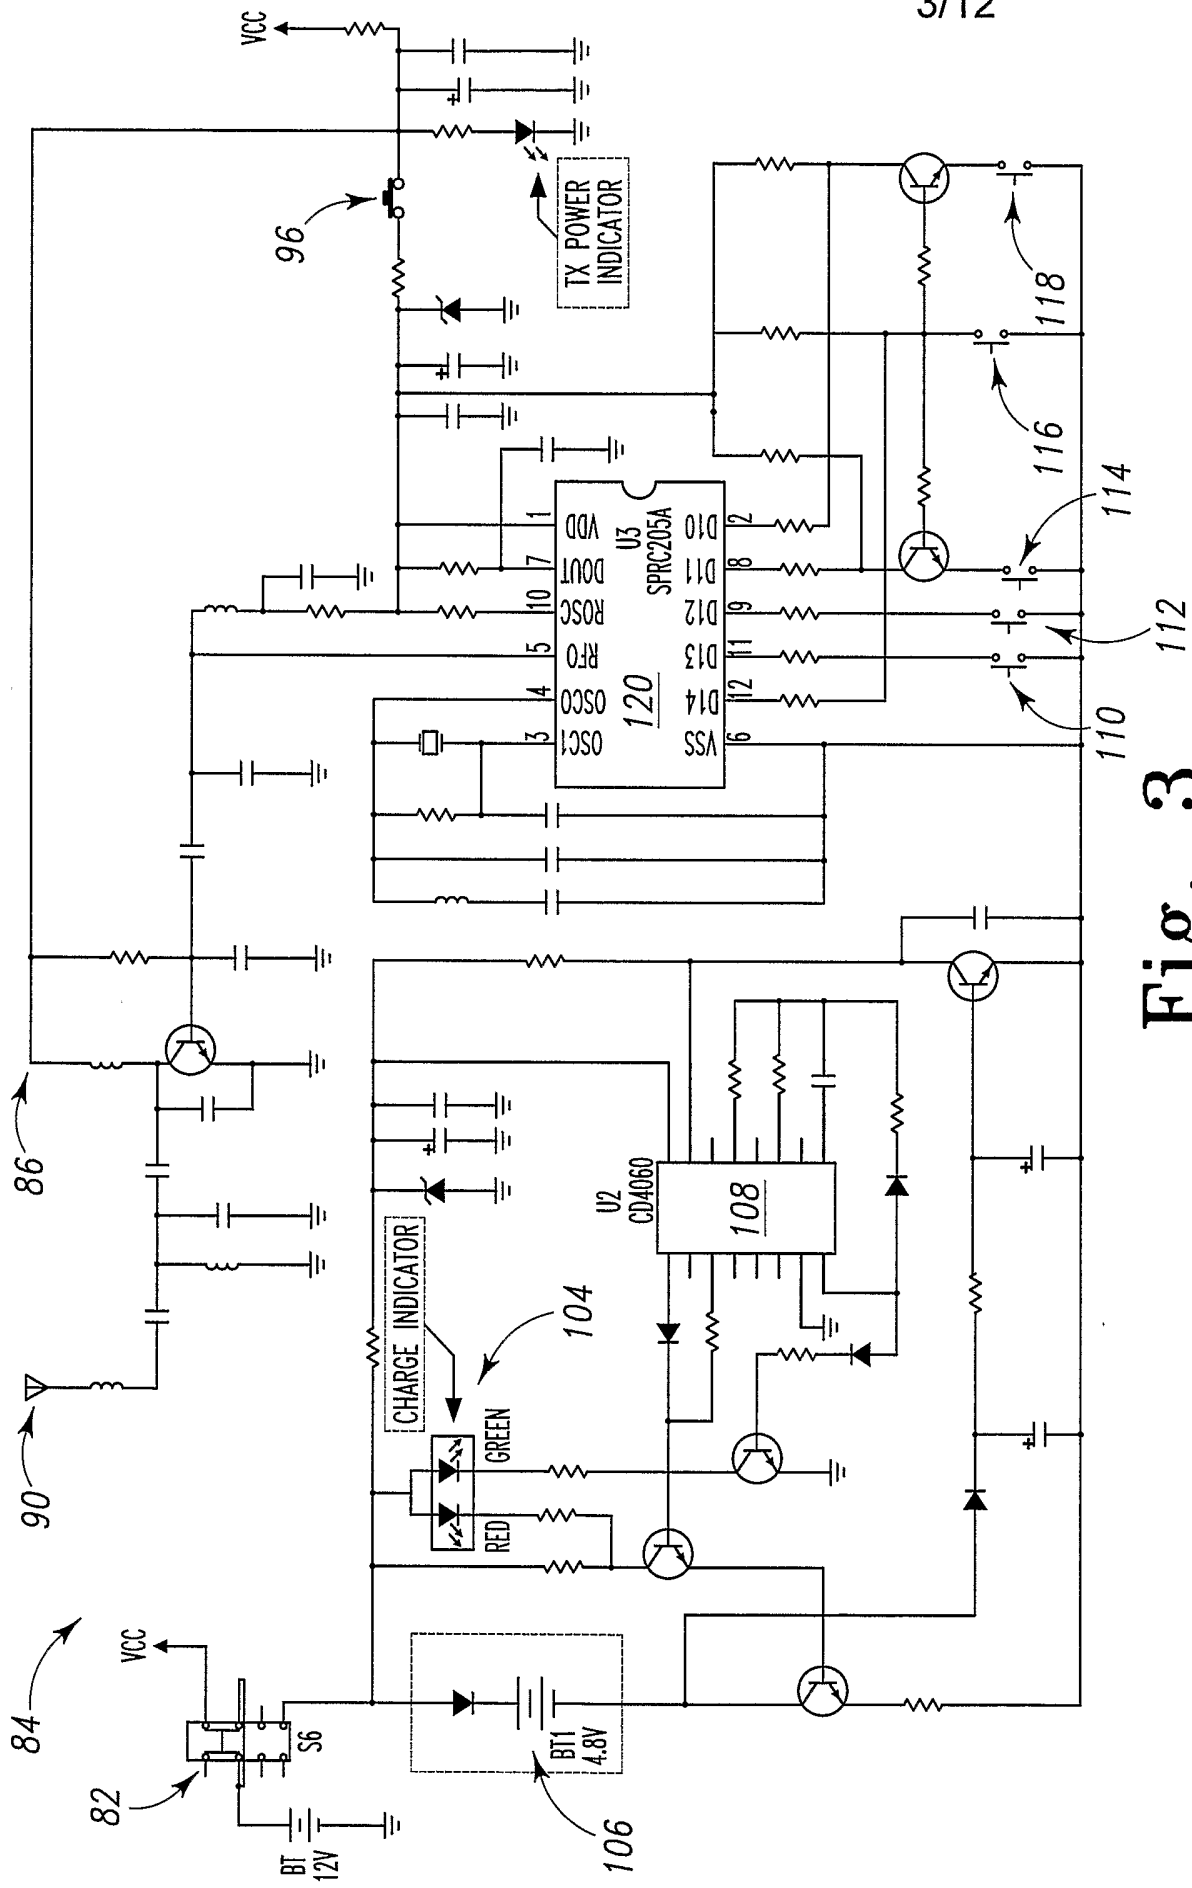 3/12
84
82
VCC
S6
BT
12V
90
86
RED
GREEN
CHARGE INDICATOR
104
106
BT1
4.8V
U2
CD4060
108
VCC
96
TX POWER
INDICATOR
3
4
5
10
7
1
OSC1
OSC0
RFO
ROSC
DOUT
VDD
120
U3
SPRC205A
VSS
D14
D13
D12
D11
D10
6
12
11
9
8
2
110
112
114
116
118
Fig. 3